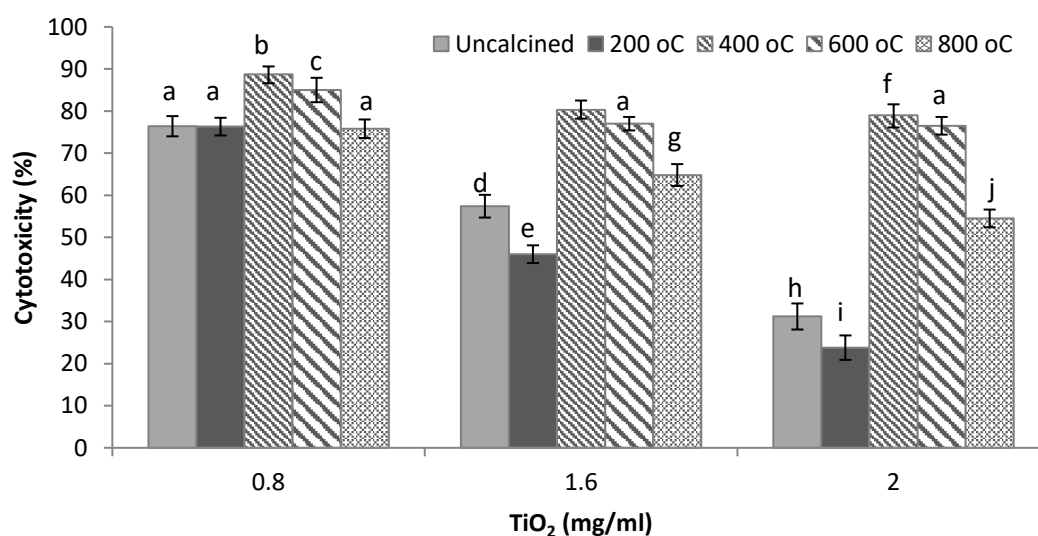 100
90
80
70
60
50
40
30
20
10
0
Cytotoxicity (%)
Uncalcined 200 oC 400 oC 600 oC 800 oC
a a b c a
d e a g
h i f a j
0.8 1.6 2
TiO₂ (mg/ml)